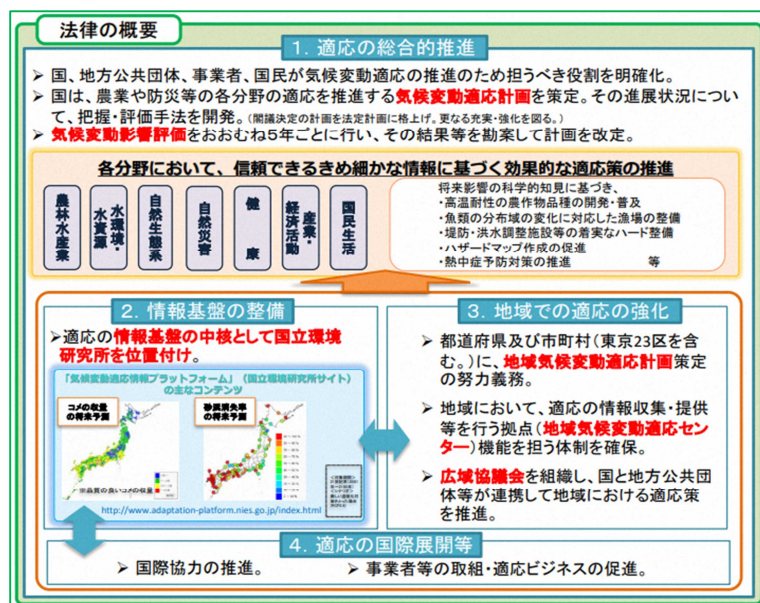 法律の概要
1. 適応の総合的推進
➢ 国、地方公共団体、事業者、国民が気候変動適応の推進のため担うべき役割を明確化。
➢ 国は、農業や防災等の各分野の適応を推進する気候変動適応計画を策定。その進展状況につい
て、把握・評価手法を開発。(閣議決定の計画を法定計画に格上げ。更なる充実・強化を図る。)
➢ 気候変動影響評価をおおむね5年ごとに行い、その結果等を勘案して計画を改定。
各分野において、信頼できるきめ細かな情報に基づく効果的な適応策の推進
農林水産業
水環境・
水資源
自然生態系
自然災害
健 康
産業・
経済活動
国民生活
将来影響の科学的知見に基づき、
・高温耐性の農作物品種の開発・普及
・魚類の分布域の変化に対応した漁場の整備
・堤防・洪水調整施設等の着実なハード整備
・ハザードマップ作成の促進
・熱中症予防対策の推進 等
2. 情報基盤の整備
➢適応の情報基盤の中核として国立環境
研究所を位置付け。
「気候変動適応情報プラットフォーム」(国立環境研究所サイト)
の主なコンテンツ
コメの収量
の将来予測
砂浜消失率
の将来予測
※品質の良いコメの収量
http://www.adaptation-platform.nies.go.jp/index.html
3. 地域での適応の強化
➢ 都道府県及び市町村(東京23区を含
む。)に、地域気候変動適応計画策定
の努力義務。
➢ 地域において、適応の情報収集・提供
等を行う拠点(地域気候変動適応セン
ター)機能を担う体制を確保。
➢ 広域協議会を組織し、国と地方公共団
体等が連携して地域における適応策
を推進。
4. 適応の国際展開等
➢ 国際協力の推進。
➢ 事業者等の取組・適応ビジネスの促進。